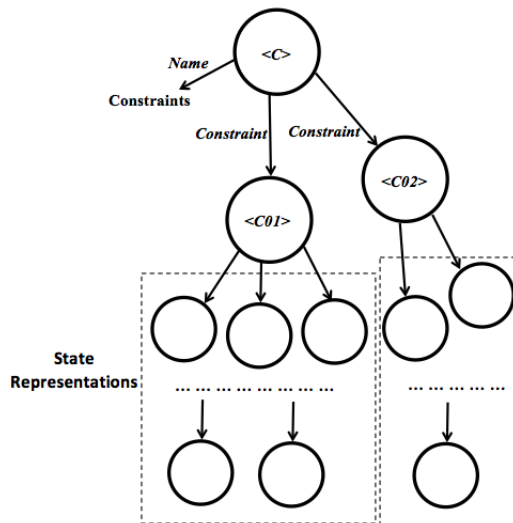 <C>
Name
Constraints
Constraint
Constraint
<C02>
<C01>
State
Representations
... ... ... ... ... ... ... ...
... ... ... ... ...